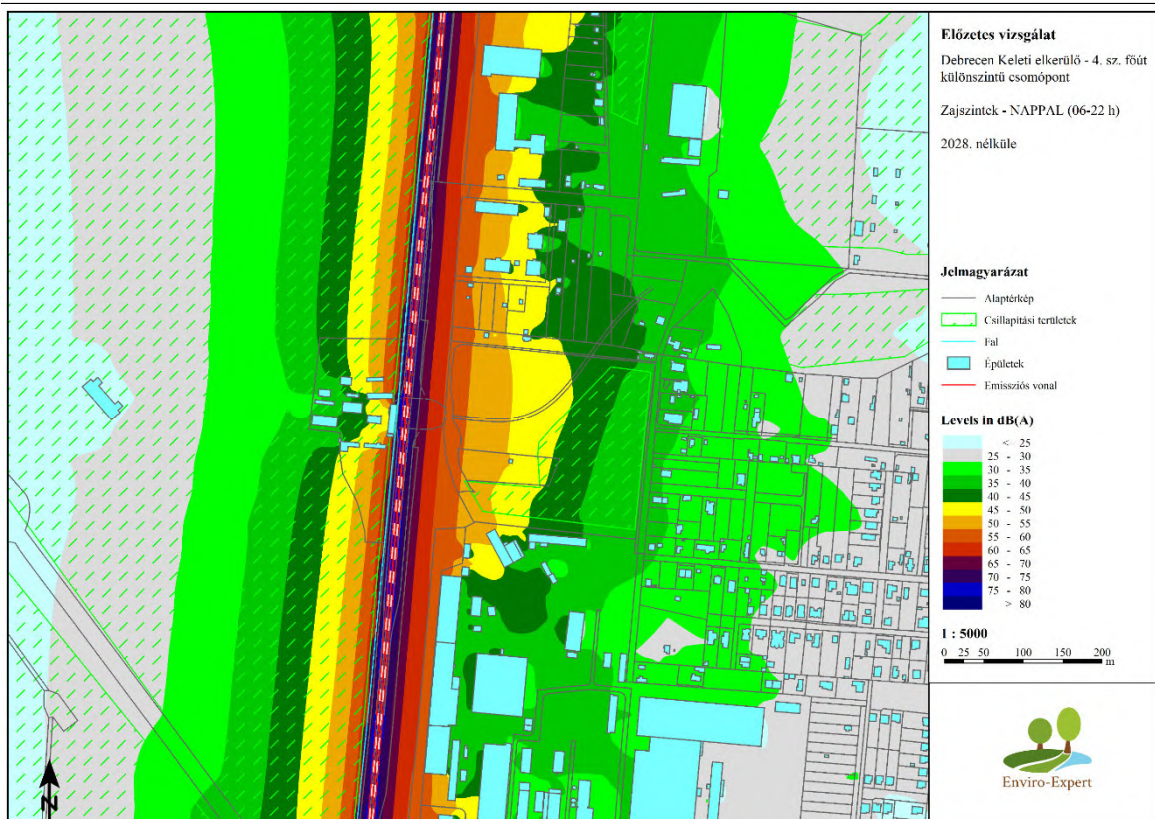 Előzetes vizsgálat
Debrecen Keleti elkerülő - 4. sz. főút
különszintű csomópont
Zajszintek - NAPPAL (06-22 h)
2028. nélküle
Jelmagyarázat
Alaptérkép
Csillapítási területek
Fal
Épületek
Emissziós vonal
Levels in dB(A)
< 25
25 - 30
30 - 35
35 - 40
40 - 45
45 - 50
50 - 55
55 - 60
60 - 65
65 - 70
70 - 75
75 - 80
> 80
1 : 5000
0 25 50 100 150 200
m
Enviro-Expert
N